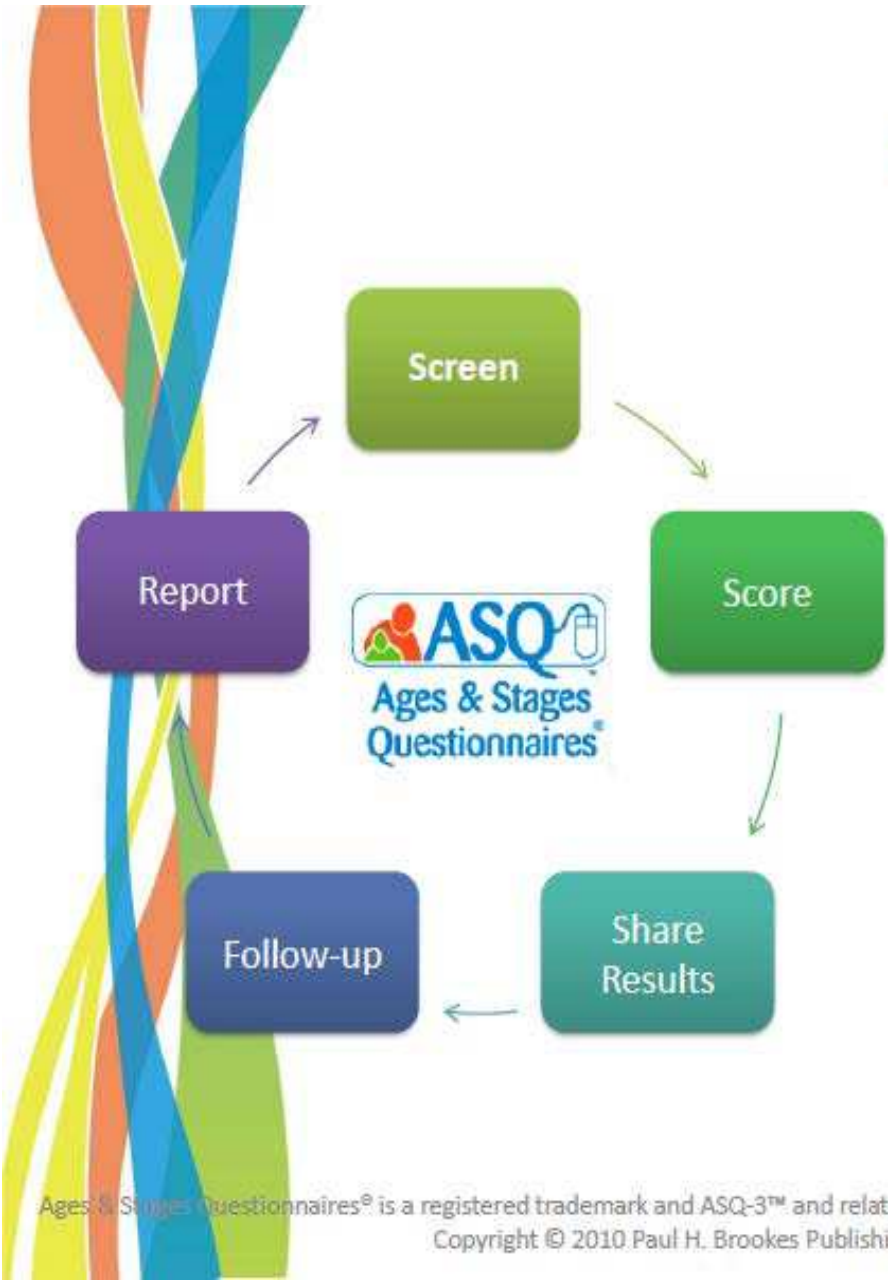 Screen
Score
Share
Results
Follow-up
Report
ASQ
Ages & Stages
Questionnaires®
Ages & Stages Questionnaires® is a registered trademark and ASQ-3™ and relat
Copyright © 2010 Paul H. Brookes Publishi